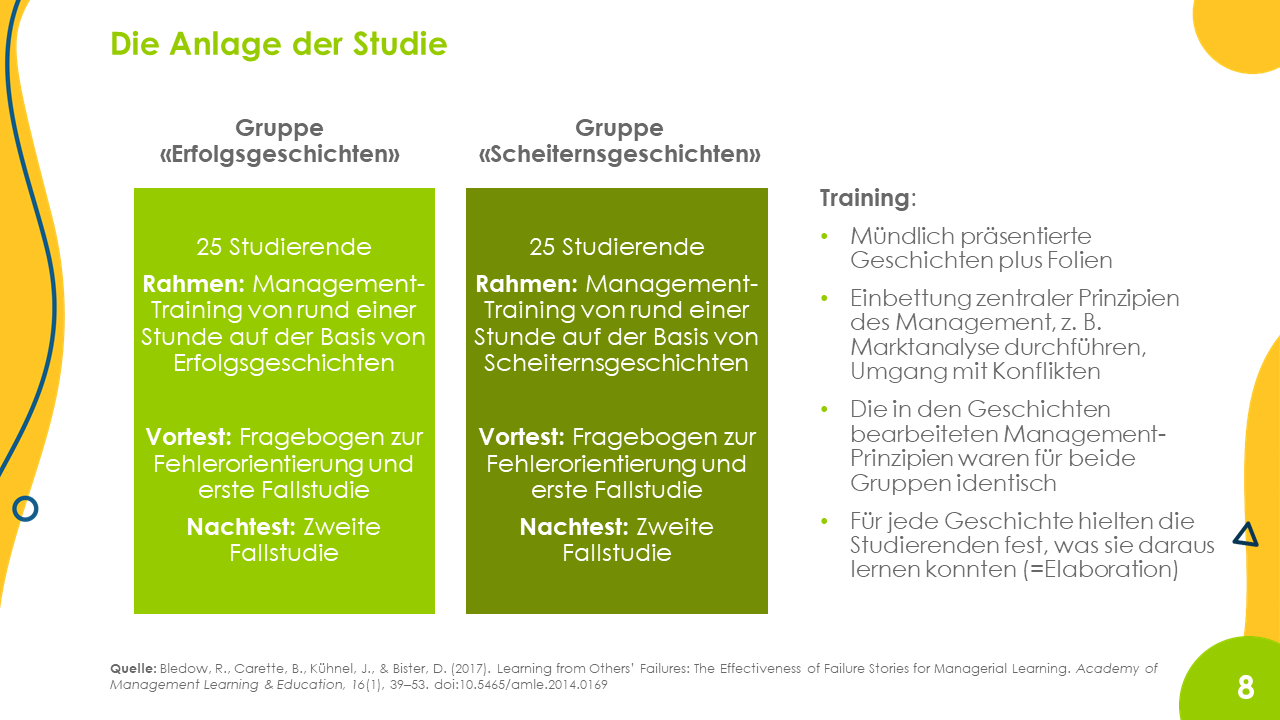 Die Anlage der Studie
Gruppe
«Erfolgsgeschichten»
25 Studierende
Rahmen: Management-
Training von rund einer
Stunde auf der Basis von
Erfolgsgeschichten
Vortest: Fragebogen zur
Fehlerorientierung und
erste Fallstudie
Nachtest: Zweite
Fallstudie
Gruppe
«Scheiternsgeschichten»
25 Studierende
Rahmen: Management-
Training von rund einer
Stunde auf der Basis von
Scheiternsgeschichten
Vortest: Fragebogen zur
Fehlerorientierung und
erste Fallstudie
Nachtest: Zweite
Fallstudie
Training:
• Mündlich präsentierte
Geschichten plus Folien
• Einbettung zentraler Prinzipien
des Management, z. B.
Marktanalyse durchführen,
Umgang mit Konflikten
• Die in den Geschichten
bearbeiteten Management-
Prinzipien waren für beide
Gruppen identisch
• Für jede Geschichte hielten die
Studierenden fest, was sie daraus
lernen konnten (=Elaboration)
Quelle: Bledow, R., Carette, B., Kühnel, J., & Bister, D. (2017). Learning from Others’ Failures: The Effectiveness of Failure Stories for Managerial Learning. Academy of
Management Learning & Education, 16(1), 39–53. doi:10.5465/amle.2014.0169
8